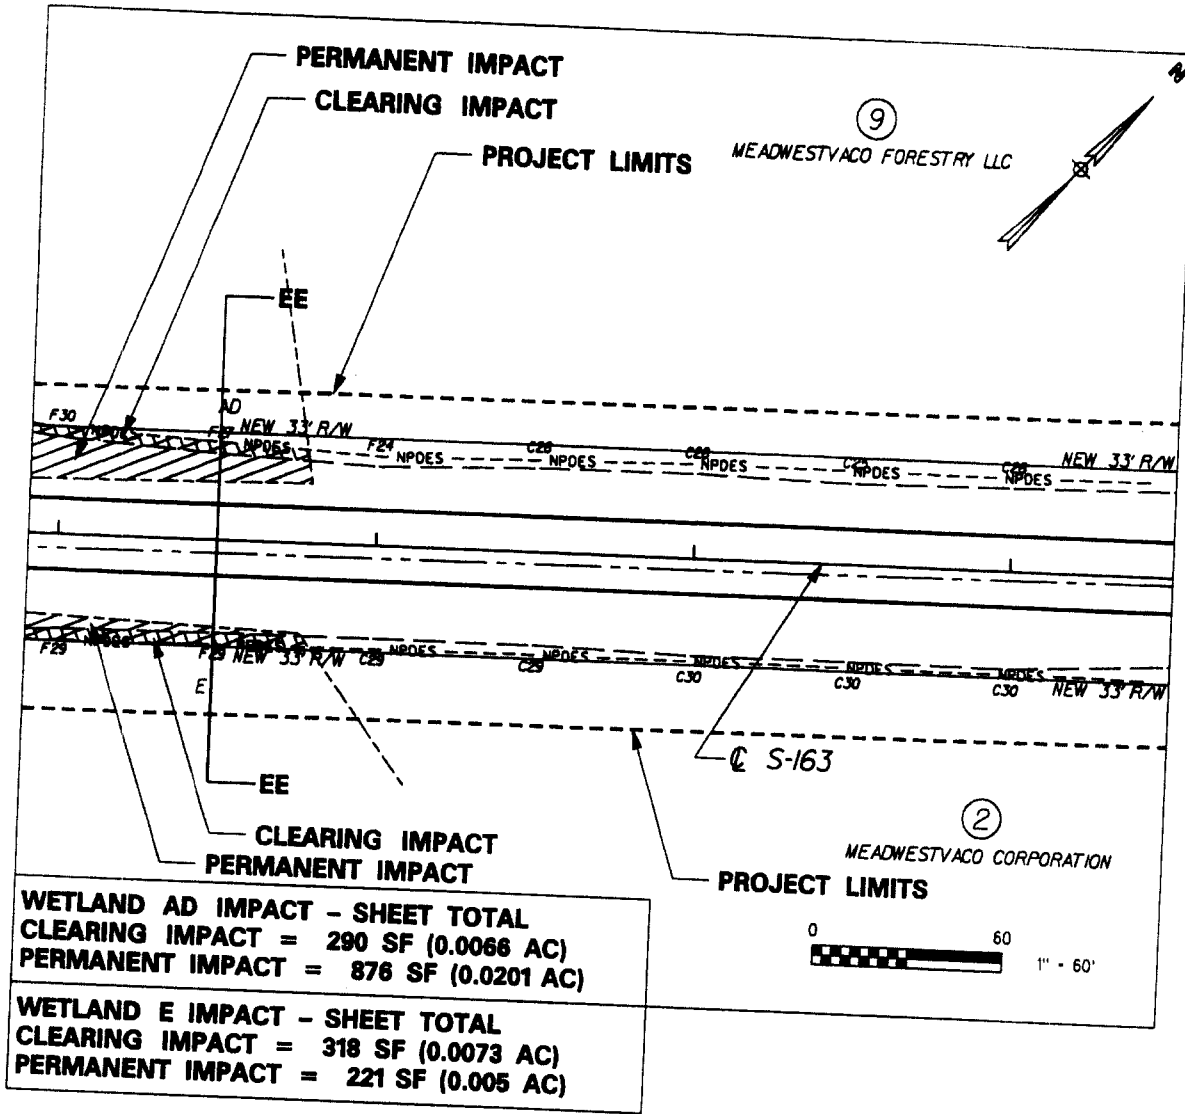 PERMANENT IMPACT
CLEARING IMPACT
PROJECT LIMITS
9
MEADWESTVACO FORESTRY LLC
N
EE
AD
F30
NEW 33' R/W
NPDES
F24
NPDES
C28
NPDES
NPDES
NPDES
NPDES
NEW 33' R/W
F29
F29
NEW 33' R/W
C29
NPDES
C29
NPDES
C30
NPDES
C30
NPDES
C30
NPDES
NEW 33' R/W
E
EE
℄ S-163
CLEARING IMPACT
PERMANENT IMPACT
2
MEADWESTVACO CORPORATION
PROJECT LIMITS
0 60
1" - 60'
WETLAND AD IMPACT - SHEET TOTAL
CLEARING IMPACT = 290 SF (0.0066 AC)
PERMANENT IMPACT = 876 SF (0.0201 AC)
WETLAND E IMPACT - SHEET TOTAL
CLEARING IMPACT = 318 SF (0.0073 AC)
PERMANENT IMPACT = 221 SF (0.005 AC)